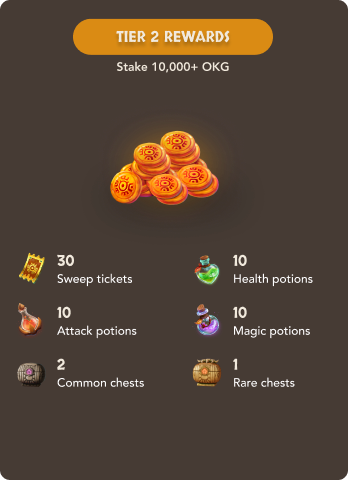 TIER 2 REWARDS
Stake 10,000+ OKG
30
Sweep tickets
10
Health potions
10
Attack potions
10
Magic potions
2
Common chests
1
Rare chests